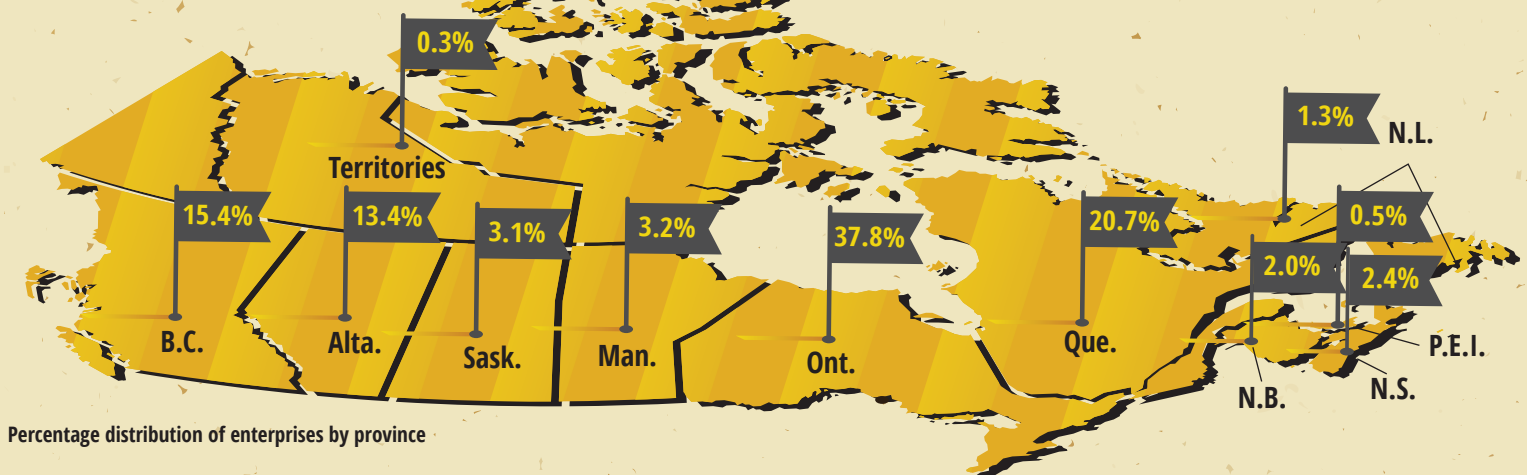 0.3%
Territories
15.4%
B.C.
13.4%
Alta.
3.1%
Sask.
3.2%
Man.
37.8%
Ont.
20.7%
Que.
1.3%
N.L.
0.5%
P.E.I.
2.0%
N.B.
2.4%
N.S.
Percentage distribution of enterprises by province